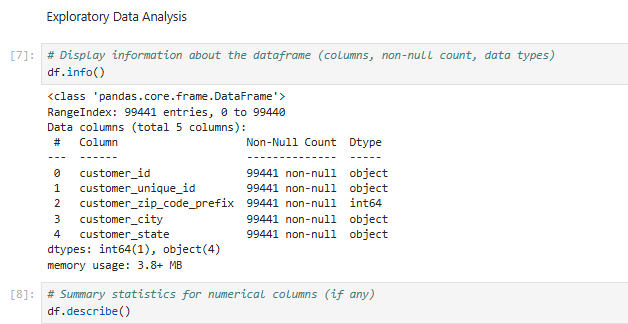 Exploratory Data Analysis
[7]: # Display information about the dataframe (columns, non-null count, data types)
df.info()
<class 'pandas.core.frame.DataFrame'>
RangeIndex: 99441 entries, 0 to 99440
Data columns (total 5 columns):
 #   Column                    Non-Null Count  Dtype
---  ------                    --------------  -----
 0   customer_id               99441 non-null  object
 1   customer_unique_id        99441 non-null  object
 2   customer_zip_code_prefix  99441 non-null  int64
 3   customer_city             99441 non-null  object
 4   customer_state            99441 non-null  object
dtypes: int64(1), object(4)
memory usage: 3.8+ MB
[8]: # Summary statistics for numerical columns (if any)
df.describe()